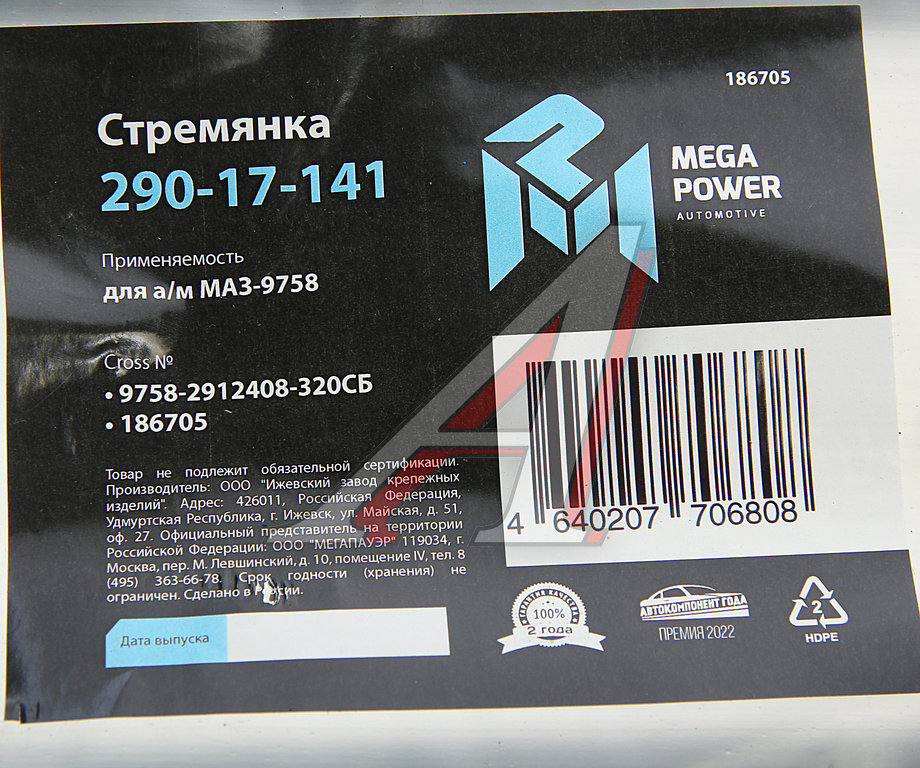 186705
Стремянка
290-17-141
MEGA
POWER
AUTOMOTIVE
Применяемость
для а/м МАЗ-9758
Cross №
• 9758-2912408-320СБ
• 186705
Товар не подлежит обязательной сертификации.
Производитель: ООО "Ижевский завод крепежных
изделий". Адрес: 426011, Российская Федерация,
Удмуртская Республика, г. Ижевск, ул. Майская, д. 51,
оф. 27. Официальный представитель на территории
Российской Федерации: ООО "МЕГАПАУЭР" 119034, г.
Москва, пер. М. Левшинский, д. 10, помещение IV, тел. 8
(495) 363-66-78. Срок годности (хранения) не
ограничен. Сделано в России.
Дата выпуска
4 640207 706808
ГАРАНТИЯ КАЧЕСТВА
100%
2 года
АВТОКОМПОНЕНТ ГОДА
ПРЕМИЯ 2022
2
HDPE